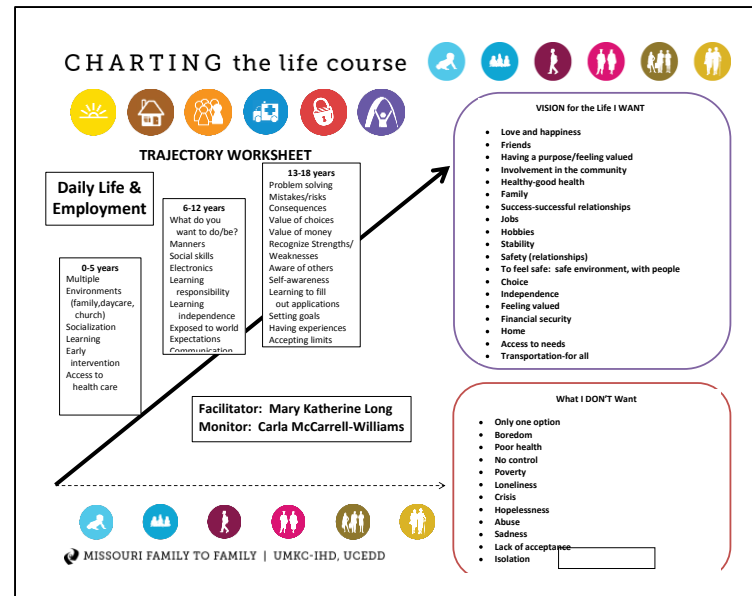 CHARTING the life course
TRAJECTORY WORKSHEET
Daily Life &
Employment
0-5 years
Multiple
Environments
(family,daycare,
church)
Socialization
Learning
Early
intervention
Access to
health care
6-12 years
What do you
want to do/be?
Manners
Social skills
Electronics
Learning
responsibility
Learning
independence
Exposed to world
Expectations
Communication
13-18 years
Problem solving
Mistakes/risks
Consequences
Value of choices
Value of money
Recognize Strengths/
Weaknesses
Aware of others
Self-awareness
Learning to fill
out applications
Setting goals
Having experiences
Accepting limits
Facilitator: Mary Katherine Long
Monitor: Carla McCarrell-Williams
VISION for the Life I WANT
• Love and happiness
• Friends
• Having a purpose/feeling valued
• Involvement in the community
• Healthy-good health
• Family
• Success-successful relationships
• Jobs
• Hobbies
• Stability
• Safety (relationships)
• To feel safe: safe environment, with people
• Choice
• Independence
• Feeling valued
• Financial security
• Home
• Access to needs
• Transportation-for all
What I DON'T Want
• Only one option
• Boredom
• Poor health
• No control
• Poverty
• Loneliness
• Crisis
• Hopelessness
• Abuse
• Sadness
• Lack of acceptance
• Isolation
MISSOURI FAMILY TO FAMILY | UMKC-IHD, UCEDD